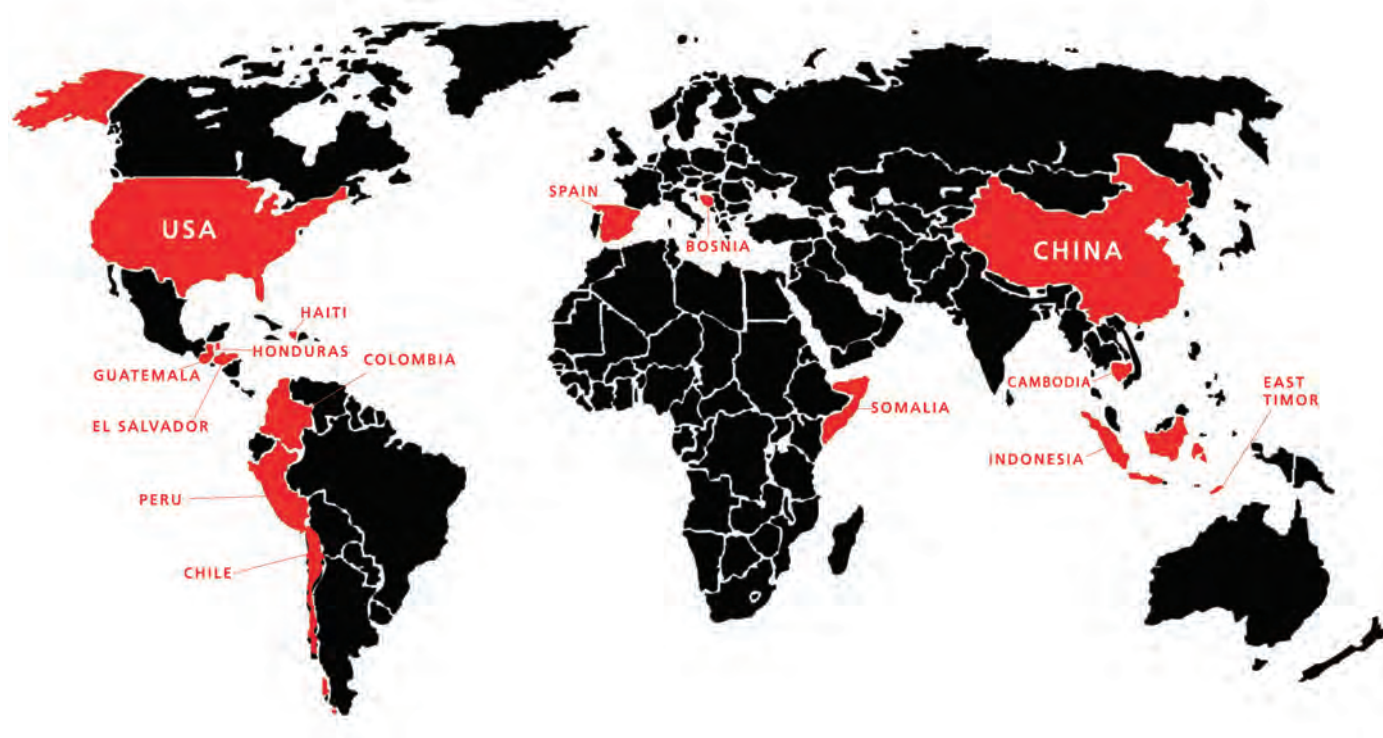 SPAIN
USA
BOSNIA
CHINA
HAITI
HONDURAS
COLOMBIA
GUATEMALA
CAMBODIA
EAST
TIMOR
SOMALIA
EL SALVADOR
INDONESIA
PERU
CHILE